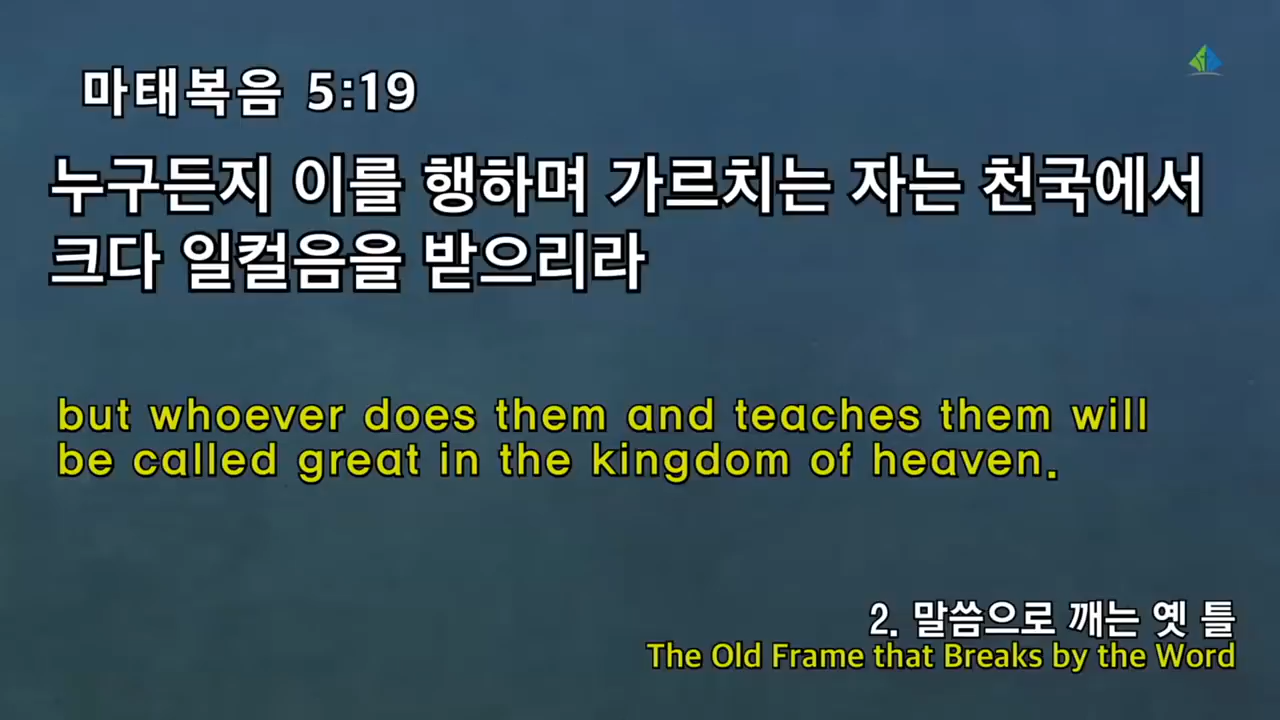 마태복음 5:19
누구든지 이를 행하며 가르치는 자는 천국에서
크다 일컬음을 받으리라
but whoever does them and teaches them will
be called great in the kingdom of heaven.
2. 말씀으로 깨는 옛 틀
The Old Frame that Breaks by the Word